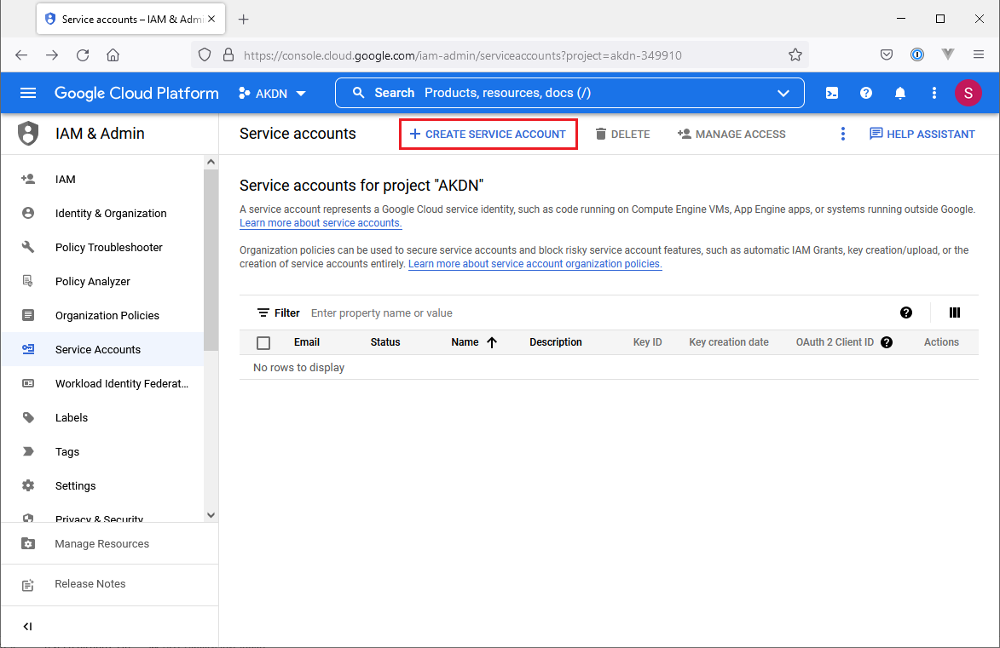 Service accounts – IAM & Admi
https://console.cloud.google.com/iam-admin/serviceaccounts?project=akdn-349910
Google Cloud Platform
AKDN
Search Products, resources, docs (/)
S
IAM & Admin
Service accounts
CREATE SERVICE ACCOUNT
DELETE
MANAGE ACCESS
HELP ASSISTANT
IAM
Identity & Organization
Policy Troubleshooter
Policy Analyzer
Organization Policies
Service Accounts
Workload Identity Federat...
Labels
Tags
Settings
Privacy & Security
Manage Resources
Release Notes
Service accounts for project "AKDN"
A service account represents a Google Cloud service identity, such as code running on Compute Engine VMs, App Engine apps, or systems running outside Google.
Learn more about service accounts.
Organization policies can be used to secure service accounts and block risky service account features, such as automatic IAM Grants, key creation/upload, or the
creation of service accounts entirely. Learn more about service account organization policies.
Filter Enter property name or value
Email Status Name Description Key ID Key creation date OAuth 2 Client ID Actions
No rows to display